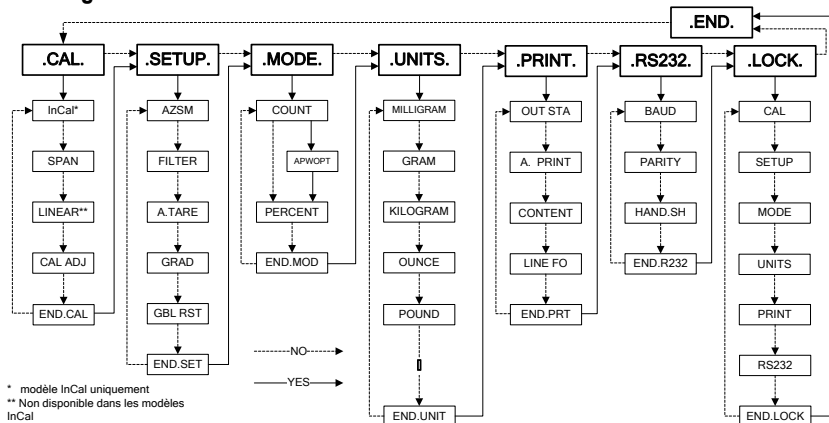 .END.
.CAL.
.SETUP.
.MODE.
.UNITS.
.PRINT.
.RS232.
.LOCK.
InCal*
SPAN
LINEAR**
CAL ADJ
END.CAL
AZSM
FILTER
A.TARE
GRAD
GBL RST
END.SET
COUNT
APWOPT
PERCENT
END.MOD
MILLIGRAM
GRAM
KILOGRAM
OUNCE
POUND
END.UNIT
OUT STA
A. PRINT
CONTENT
LINE FO
END.PRT
BAUD
PARITY
HAND.SH
END.R232
CAL
SETUP
MODE
UNITS
PRINT
RS232
END.LOCK
NO
YES
* modèle InCal uniquement
** Non disponible dans les modèles
InCal